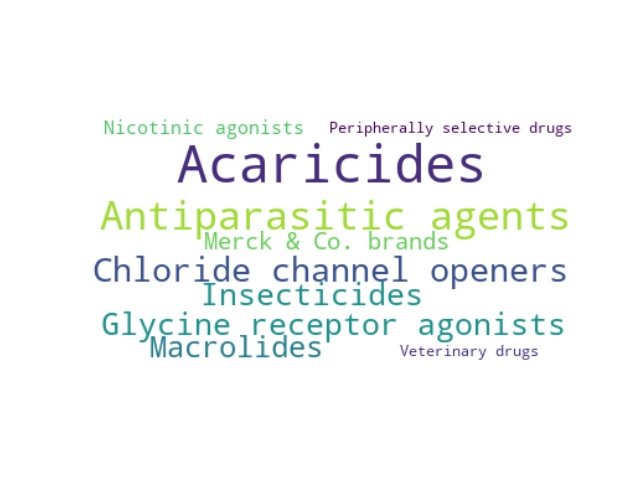 Nicotinic agonists
Peripherally selective drugs
Acaricides
Antiparasitic agents
Merck & Co. brands
Chloride channel openers
Insecticides
Glycine receptor agonists
Macrolides
Veterinary drugs